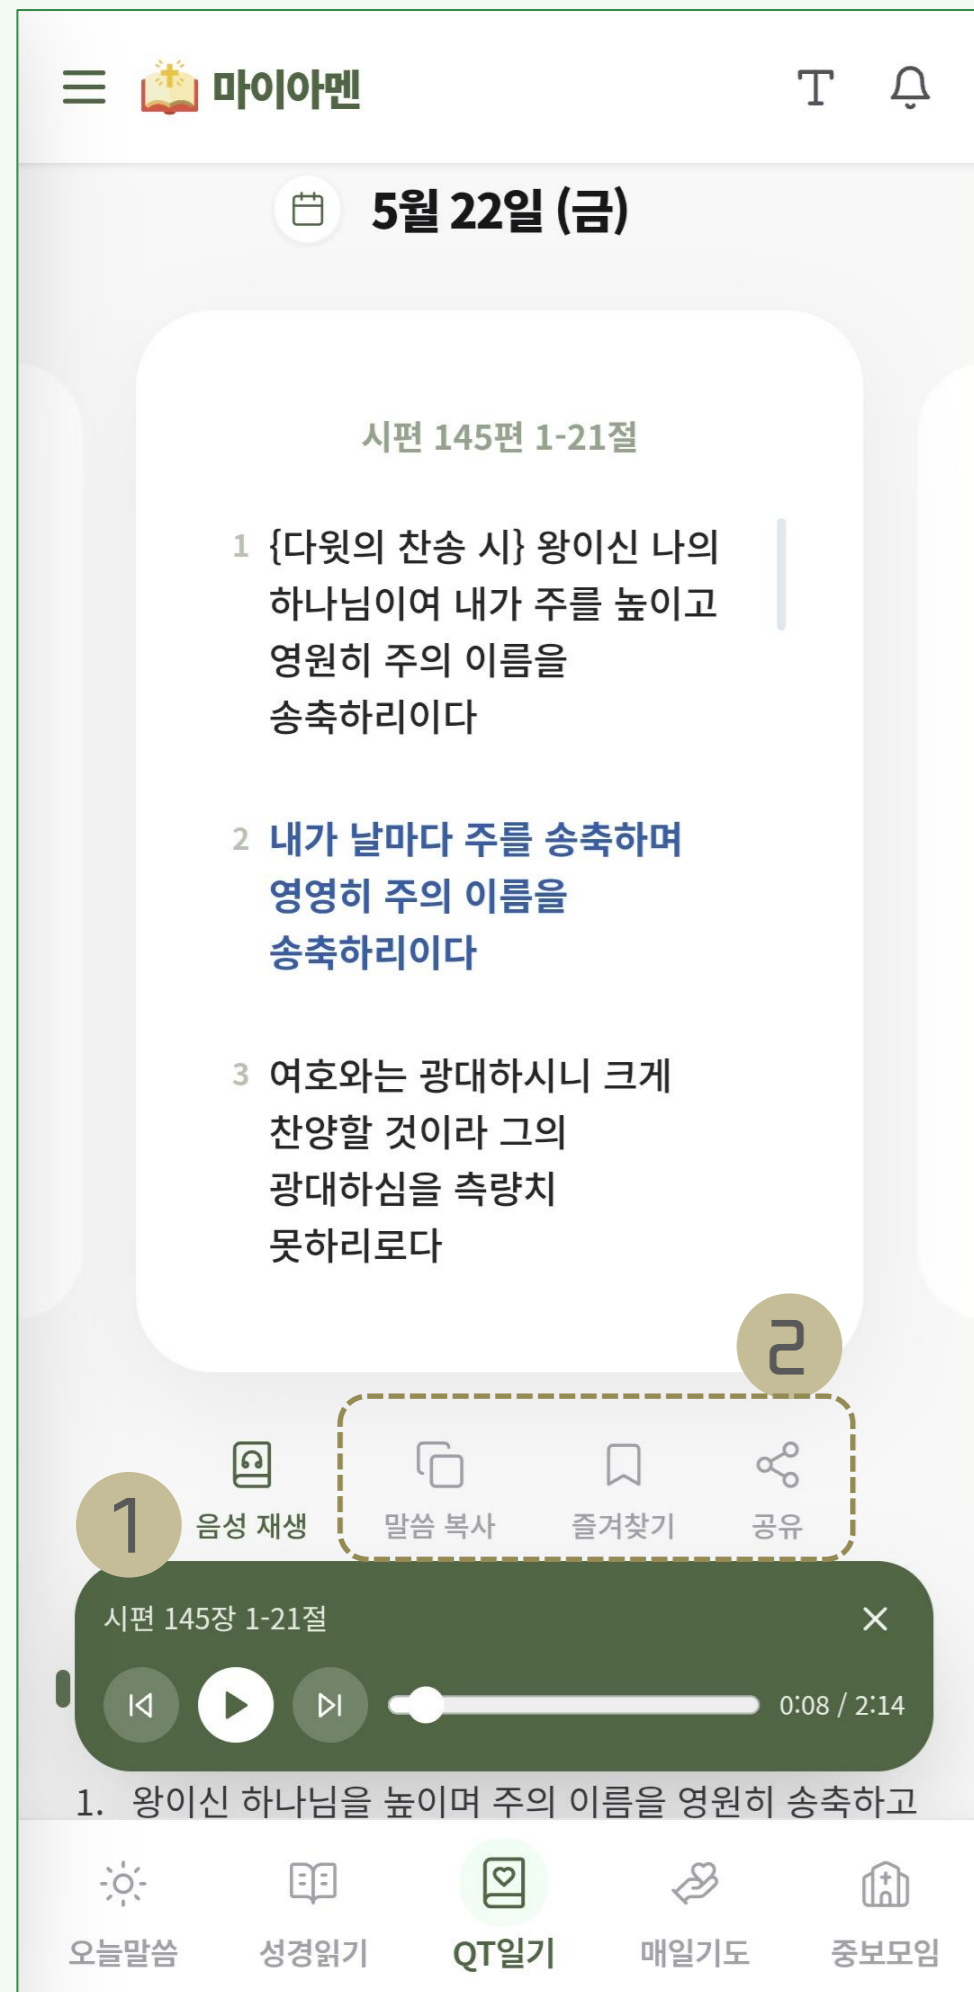 마이아멘
5월 22일 (금)
시편 145편 1-21절
1 {다윗의 찬송 시} 왕이신 나의
하나님이여 내가 주를 높이고
영원히 주의 이름을
송축하리이다
2 내가 날마다 주를 송축하며
영영히 주의 이름을
송축하리이다
3 여호와는 광대하시니 크게
찬양할 것이라 그의
광대하심을 측량치
못하리로다
2
1
음성 재생 말씀 복사 즐겨찾기 공유
시편 145장 1-21절
0:08 / 2:14
1. 왕이신 하나님을 높이며 주의 이름을 영원히 송축하고
오늘말씀 성경읽기 QT일기 매일기도 중보모임